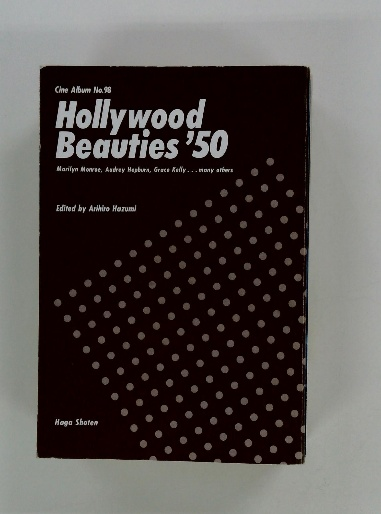 Cine Album No.98
Hollywood
Beauties '50
Marilyn Monroe, Audrey Hepburn, Grace Kelly . . . many others
Edited by Arihiro Hazumi
Haga Shoten